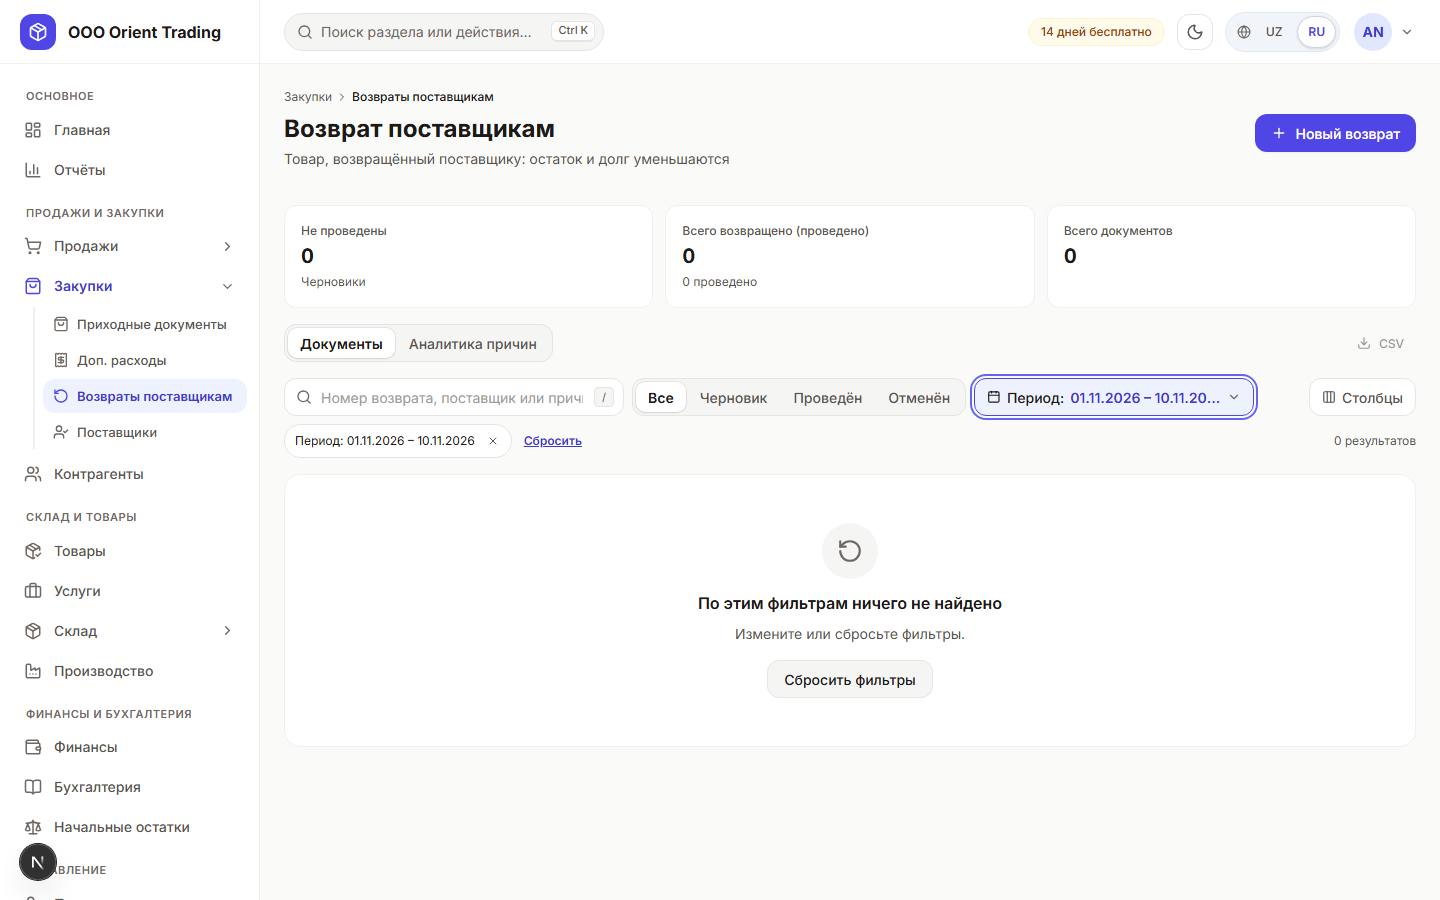 OOO Orient Trading
Поиск раздела или действия...
Ctrl K
14 дней бесплатно
UZ
RU
AN
ОСНОВНОЕ
Главная
Отчёты
ПРОДАЖИ И ЗАКУПКИ
Продажи
Закупки
Приходные документы
Доп. расходы
Возвраты поставщикам
Поставщики
Контрагенты
СКЛАД И ТОВАРЫ
Товары
Услуги
Склад
Производство
ФИНАНСЫ И БУХГАЛТЕРИЯ
Финансы
Бухгалтерия
Начальные остатки
N
Закупки
Возвраты поставщикам
Возврат поставщикам
Товар, возвращённый поставщику: остаток и долг уменьшаются
Новый возврат
Не проведены
0
Черновики
Всего возвращено (проведено)
0
0 проведено
Всего документов
0
Документы
Аналитика причин
CSV
Номер возврата, поставщик или прич
/
Все
Черновик
Проведён
Отменён
Период: 01.11.2026 – 10.11.20...
Столбцы
Период: 01.11.2026 – 10.11.2026
Сбросить
0 результатов
По этим фильтрам ничего не найдено
Измените или сбросьте фильтры.
Сбросить фильтры